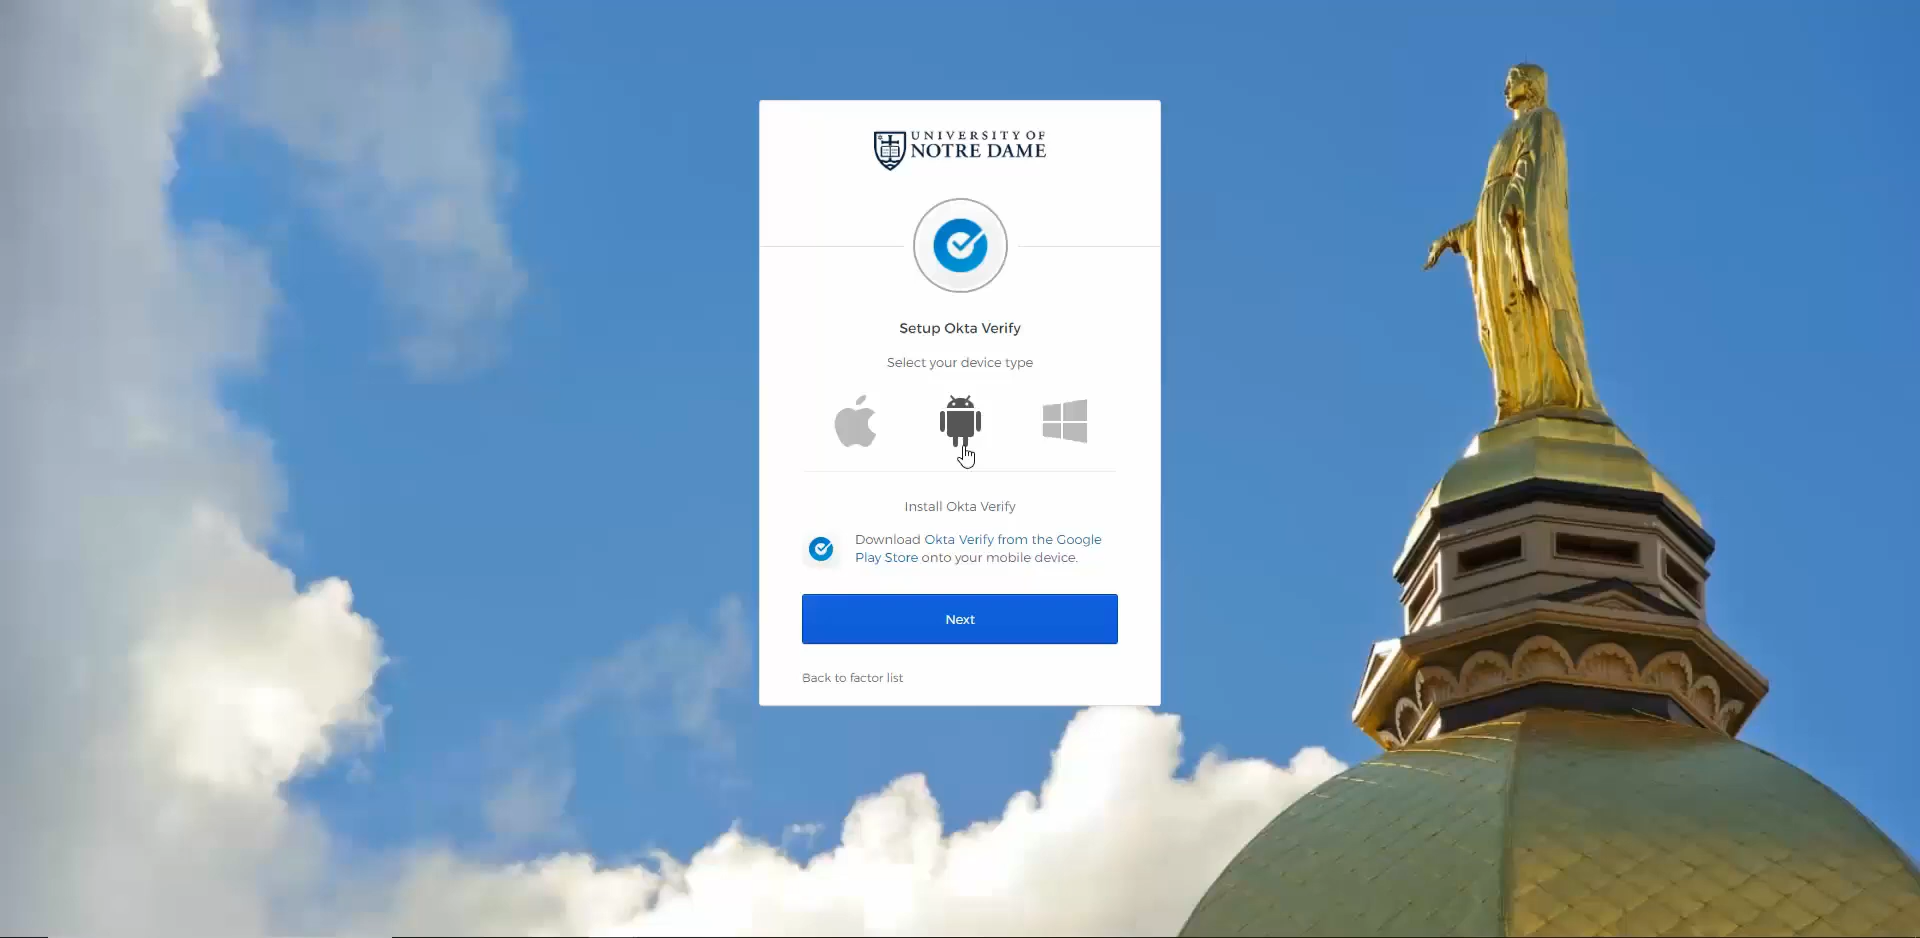 UNIVERSITY OF
NOTRE DAME
Setup Okta Verify
Select your device type
Install Okta Verify
Download Okta Verify from the Google
Play Store onto your mobile device.
Next
Back to factor list